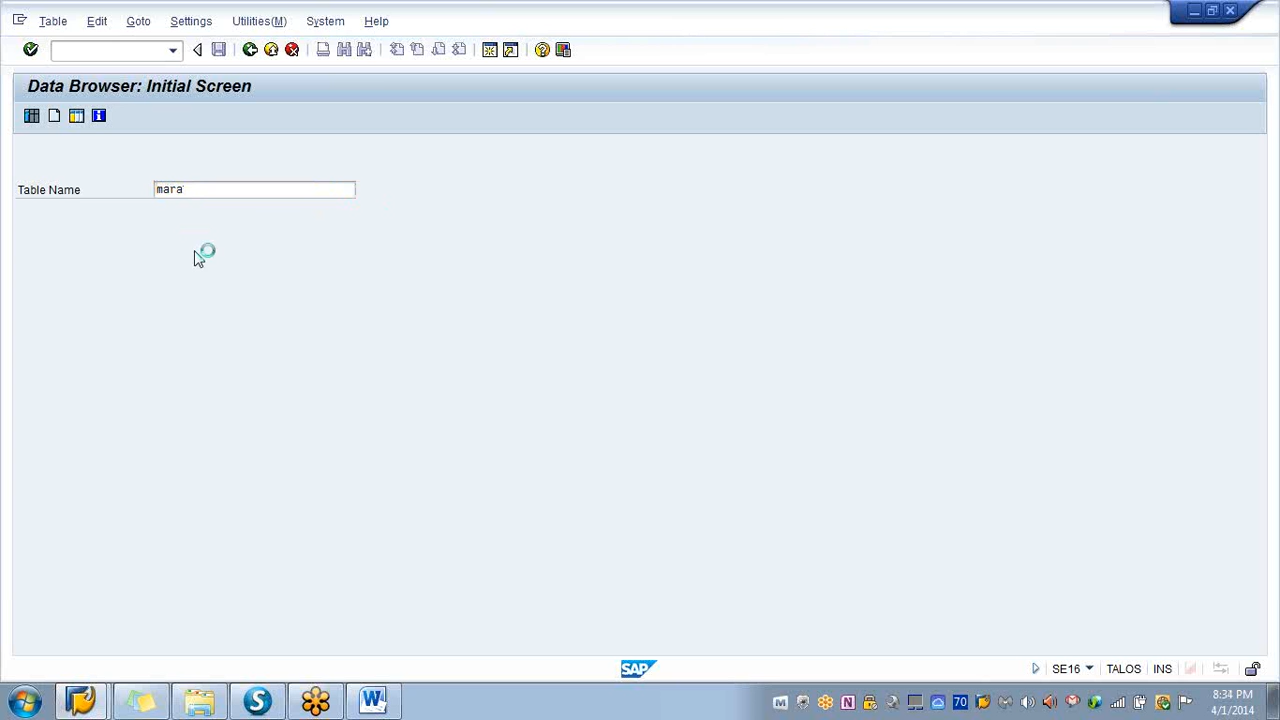 Table Edit Goto Settings Utilities(M) System Help
Data Browser: Initial Screen
Table Name mara
SAP
SE16 TALOS INS
8:34 PM
4/1/2014
70